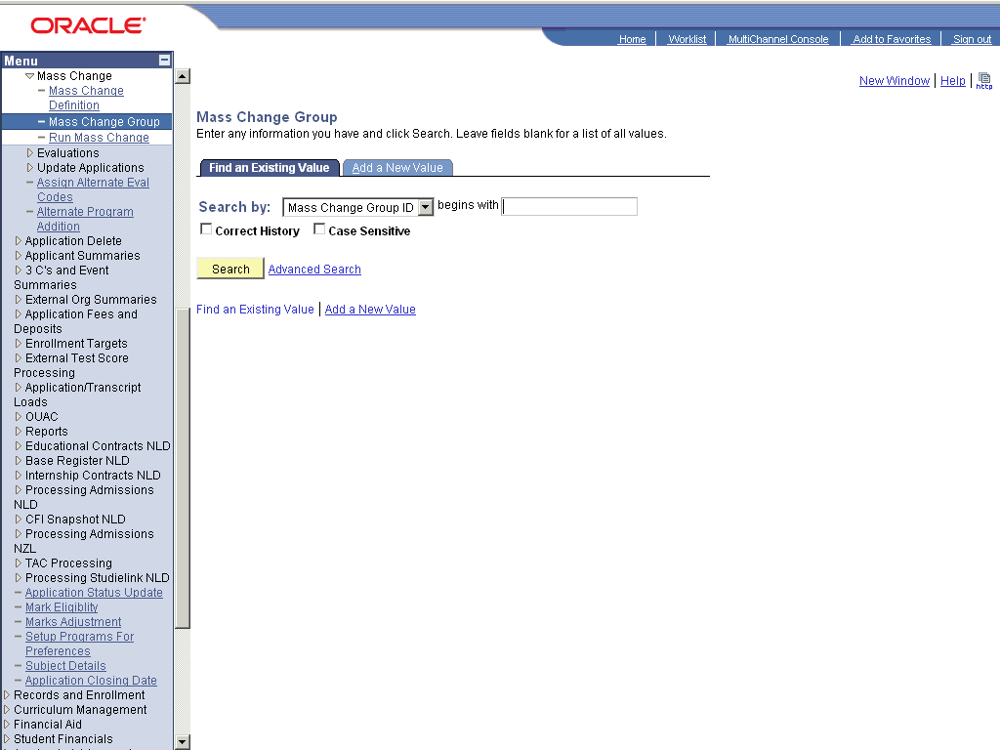 ORACLE
Home Worklist MultiChannel Console Add to Favorites Sign out
Menu
Mass Change
Mass Change
Definition
Mass Change Group
Run Mass Change
Evaluations
Update Applications
Assign Alternate Eval
Codes
Alternate Program
Addition
Application Delete
Applicant Summaries
3 C's and Event
Summaries
External Org Summaries
Application Fees and
Deposits
Enrollment Targets
External Test Score
Processing
Application/Transcript
Loads
OUAC
Reports
Educational Contracts NLD
Base Register NLD
Internship Contracts NLD
Processing Admissions
NLD
CFI Snapshot NLD
Processing Admissions
NZL
TAC Processing
Processing Studielink NLD
Application Status Update
Mark Eligiblity
Marks Adjustment
Setup Programs For
Preferences
Subject Details
Application Closing Date
Records and Enrollment
Curriculum Management
Financial Aid
Student Financials
New Window Help http
Mass Change Group
Enter any information you have and click Search. Leave fields blank for a list of all values.
Find an Existing Value Add a New Value
Search by: Mass Change Group ID begins with
Correct History Case Sensitive
Search Advanced Search
Find an Existing Value Add a New Value